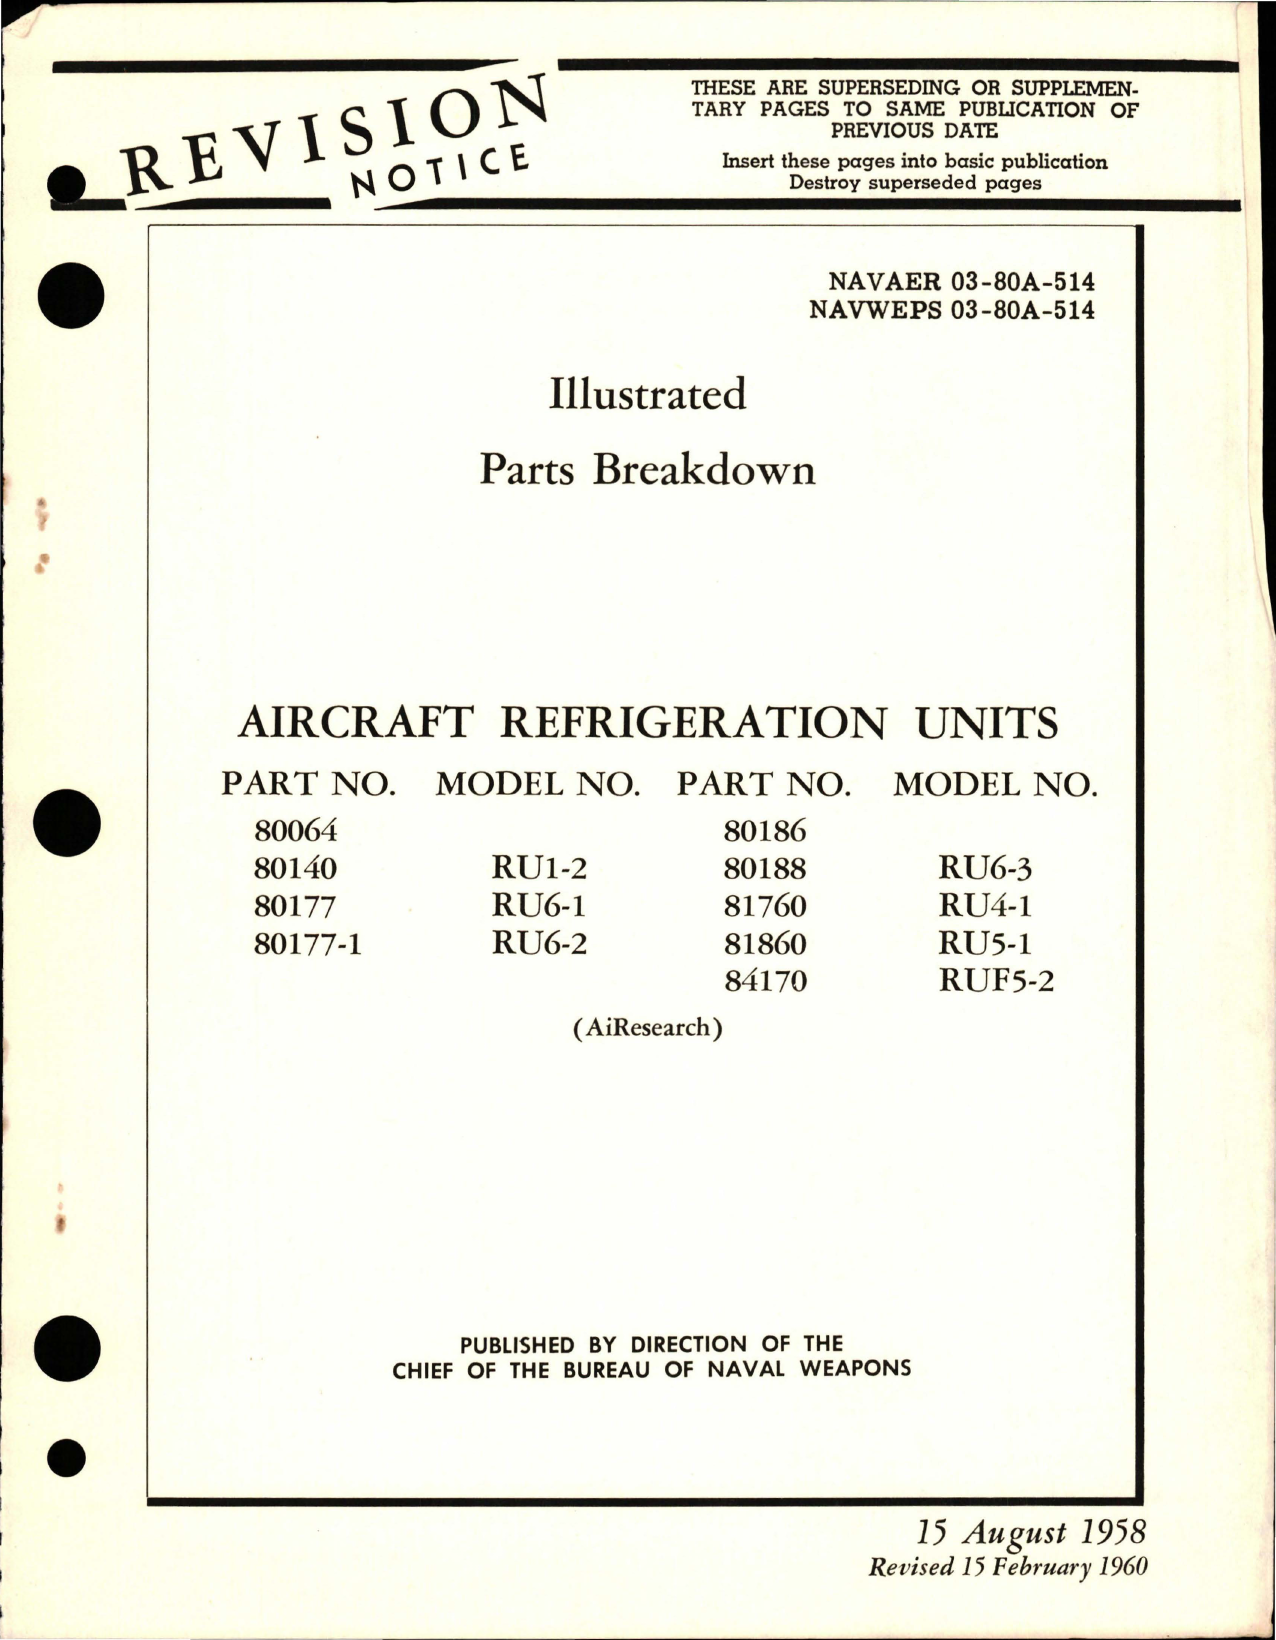 REVISION
NOTICE
THESE ARE SUPERSEDING OR SUPPLEMEN-
TARY PAGES TO SAME PUBLICATION OF
PREVIOUS DATE
Insert these pages into basic publication
Destroy superseded pages
NAVAER 03-80A-514
NAVWEPS 03-80A-514
Illustrated
Parts Breakdown
AIRCRAFT REFRIGERATION UNITS
PART NO. MODEL NO. PART NO. MODEL NO.
80064 80186
80140 RU1-2 80188 RU6-3
80177 RU6-1 81760 RU4-1
80177-1 RU6-2 81860 RU5-1
84170 RUF5-2
(AiResearch)
PUBLISHED BY DIRECTION OF THE
CHIEF OF THE BUREAU OF NAVAL WEAPONS
15 August 1958
Revised 15 February 1960